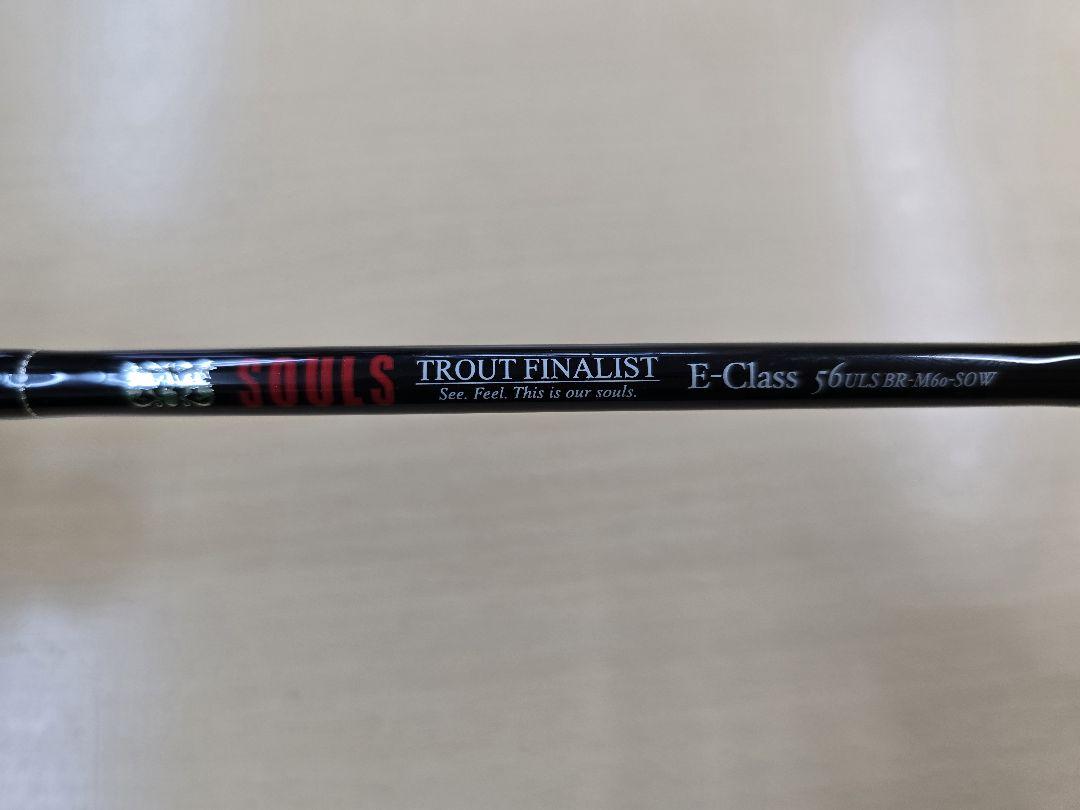 SOULS
TROUT FINALIST
See. Feel. This is our souls.
E-Class 56ULS BR-M60-SOW